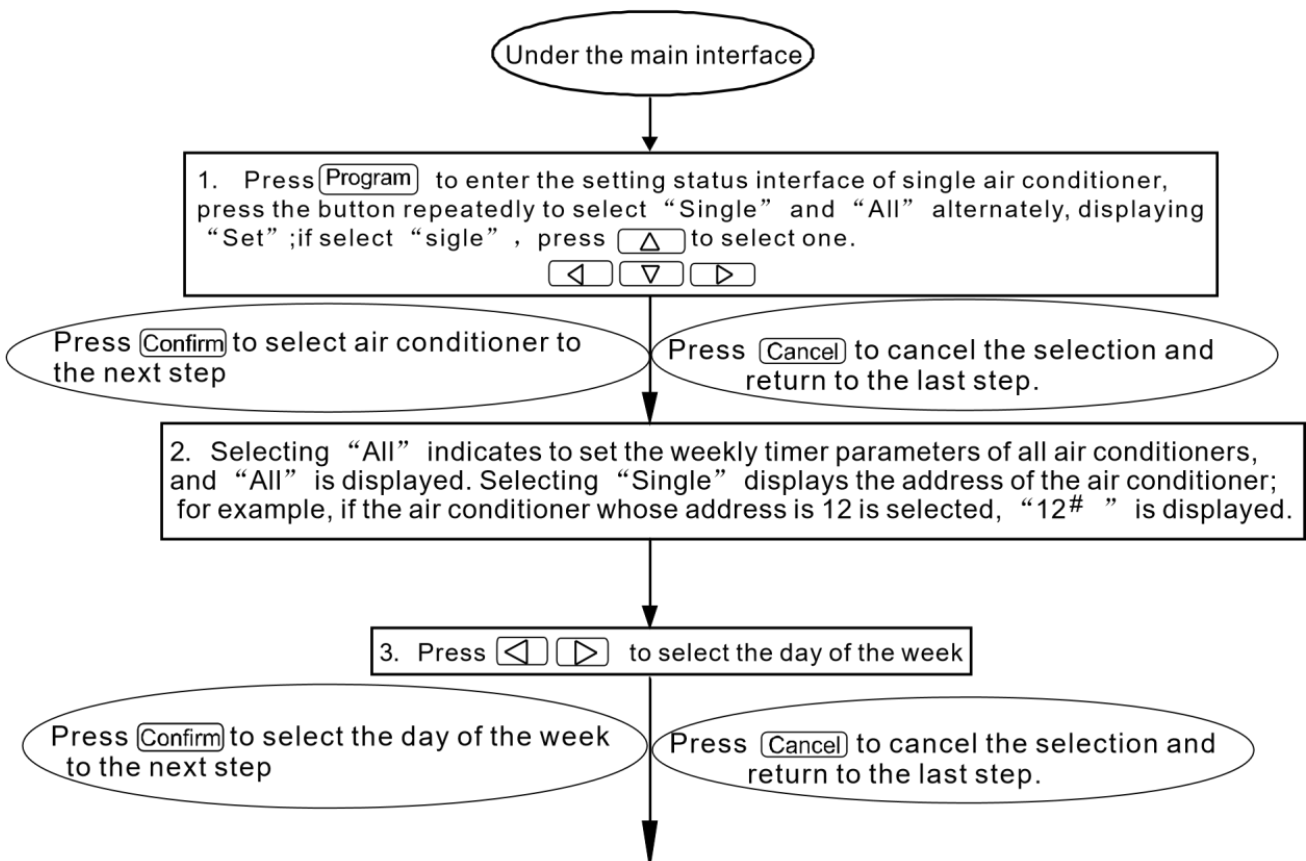 Under the main interface
1. Press Program to enter the setting status interface of single air conditioner,
press the button repeatedly to select “Single” and “All” alternately, displaying
“Set” ;if select “sigle” , press △ to select one.
◁ ▽ ▷
Press Confirm to select air conditioner to
the next step
Press Cancel to cancel the selection and
return to the last step.
2. Selecting “All” indicates to set the weekly timer parameters of all air conditioners,
and “All” is displayed. Selecting “Single” displays the address of the air conditioner;
for example, if the air conditioner whose address is 12 is selected, “12# ” is displayed.
3. Press ◁ ▷ to select the day of the week
Press Confirm to select the day of the week
to the next step
Press Cancel to cancel the selection and
return to the last step.